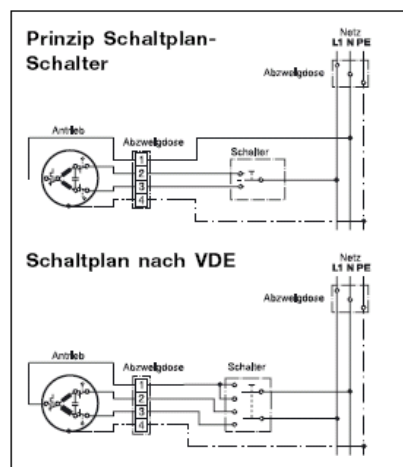 Prinzip Schaltplan-
Schalter
Netz
L1 N PE
Abzweigdose
Antrieb
Abzweigdose
Schalter
1
2
3
4
Schaltplan nach VDE
Netz
L1 N PE
Abzweigdose
Antrieb
Abzweigdose
Schalter
1
2
3
4